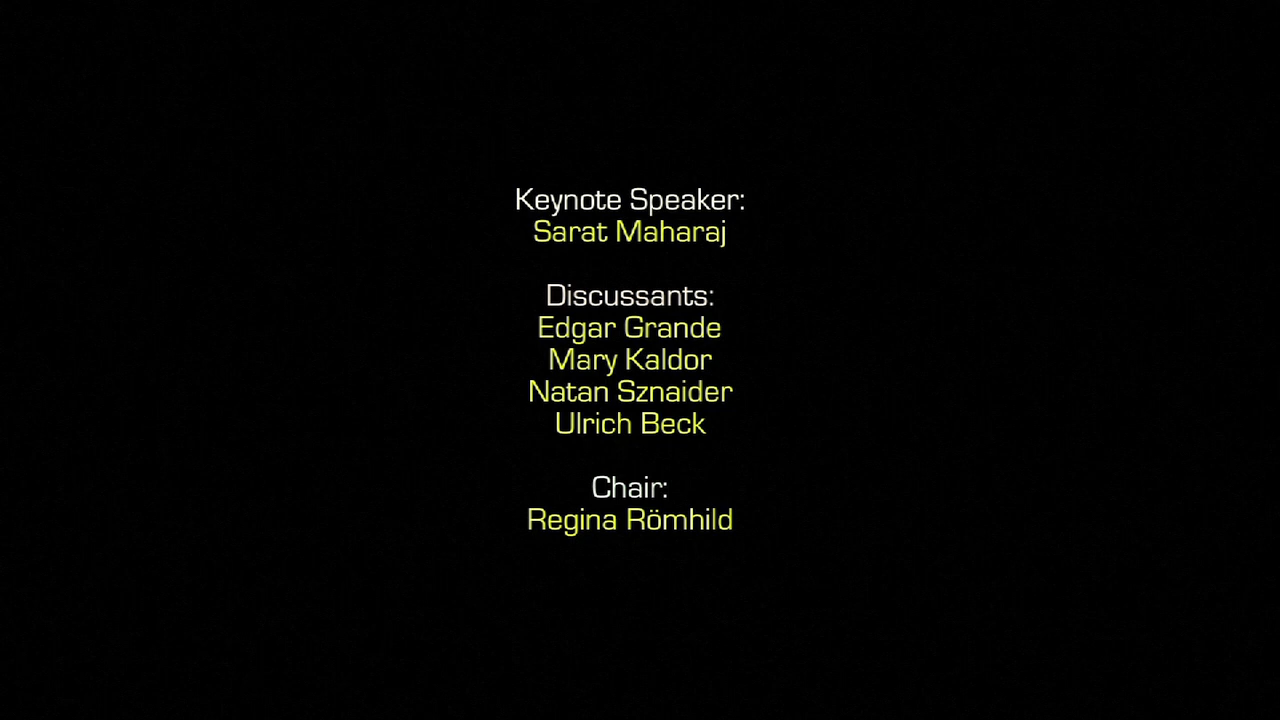 Keynote Speaker:
Sarat Maharaj
Discussants:
Edgar Grande
Mary Kaldor
Natan Sznaider
Ulrich Beck
Chair:
Regina Römhild